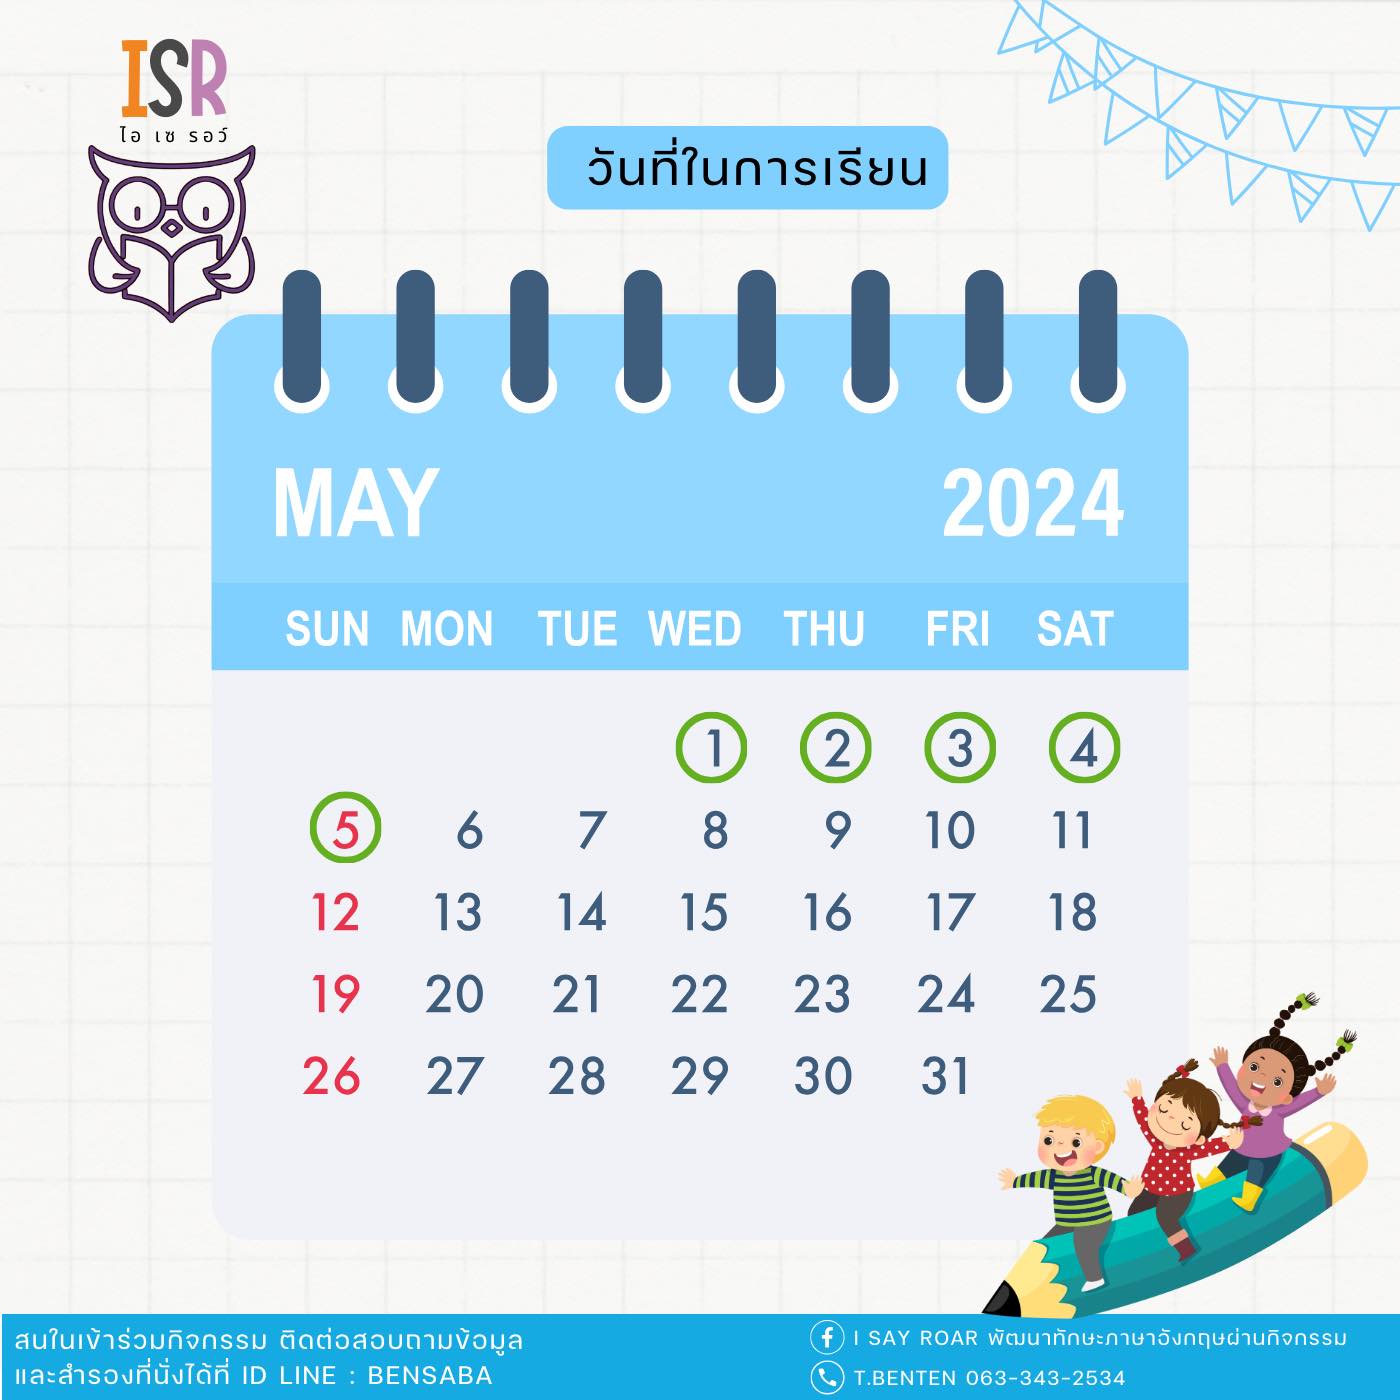 ISR
ไอ เซ รอว์
วันที่ในการเรียน
MAY 2024
SUN MON TUE WED THU FRI SAT
1 2 3 4
5 6 7 8 9 10 11
12 13 14 15 16 17 18
19 20 21 22 23 24 25
26 27 28 29 30 31
สนในเข้าร่วมกิจกรรม ติดต่อสอบถามข้อมูล
และสำรองที่นั่งได้ที่ ID LINE : BENSABA
I SAY ROAR พัฒนาทักษะภาษาอังกฤษผ่านกิจกรรม
T.BENTEN 063-343-2534